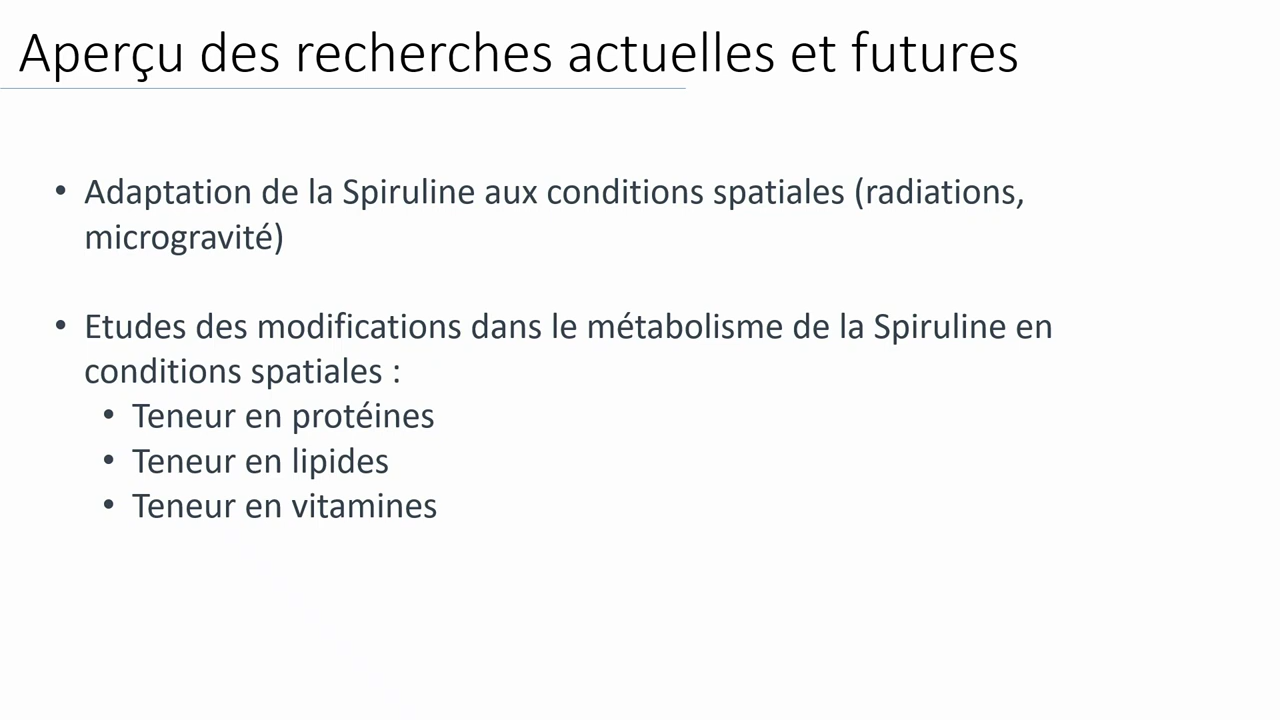 Aperçu des recherches actuelles et futures
• Adaptation de la Spiruline aux conditions spatiales (radiations,
microgravité)
• Etudes des modifications dans le métabolisme de la Spiruline en
conditions spatiales :
• Teneur en protéines
• Teneur en lipides
• Teneur en vitamines